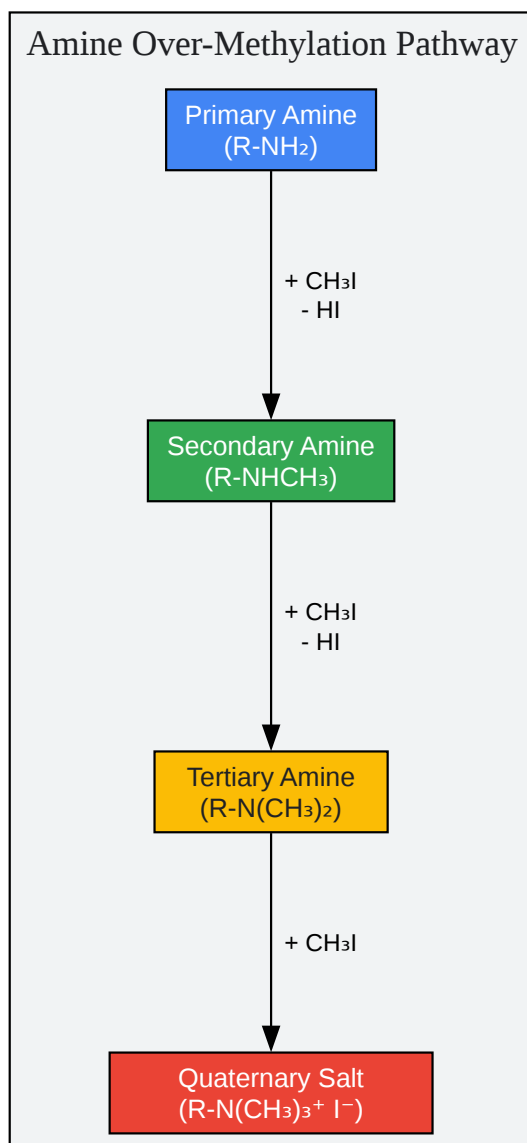 Amine Over-Methylation Pathway
Primary Amine
(R-NH₂)
+ CH₃I
- HI
Secondary Amine
(R-NHCH₃)
+ CH₃I
- HI
Tertiary Amine
(R-N(CH₃)₂)
+ CH₃I
Quaternary Salt
(R-N(CH₃)₃⁺ I⁻)